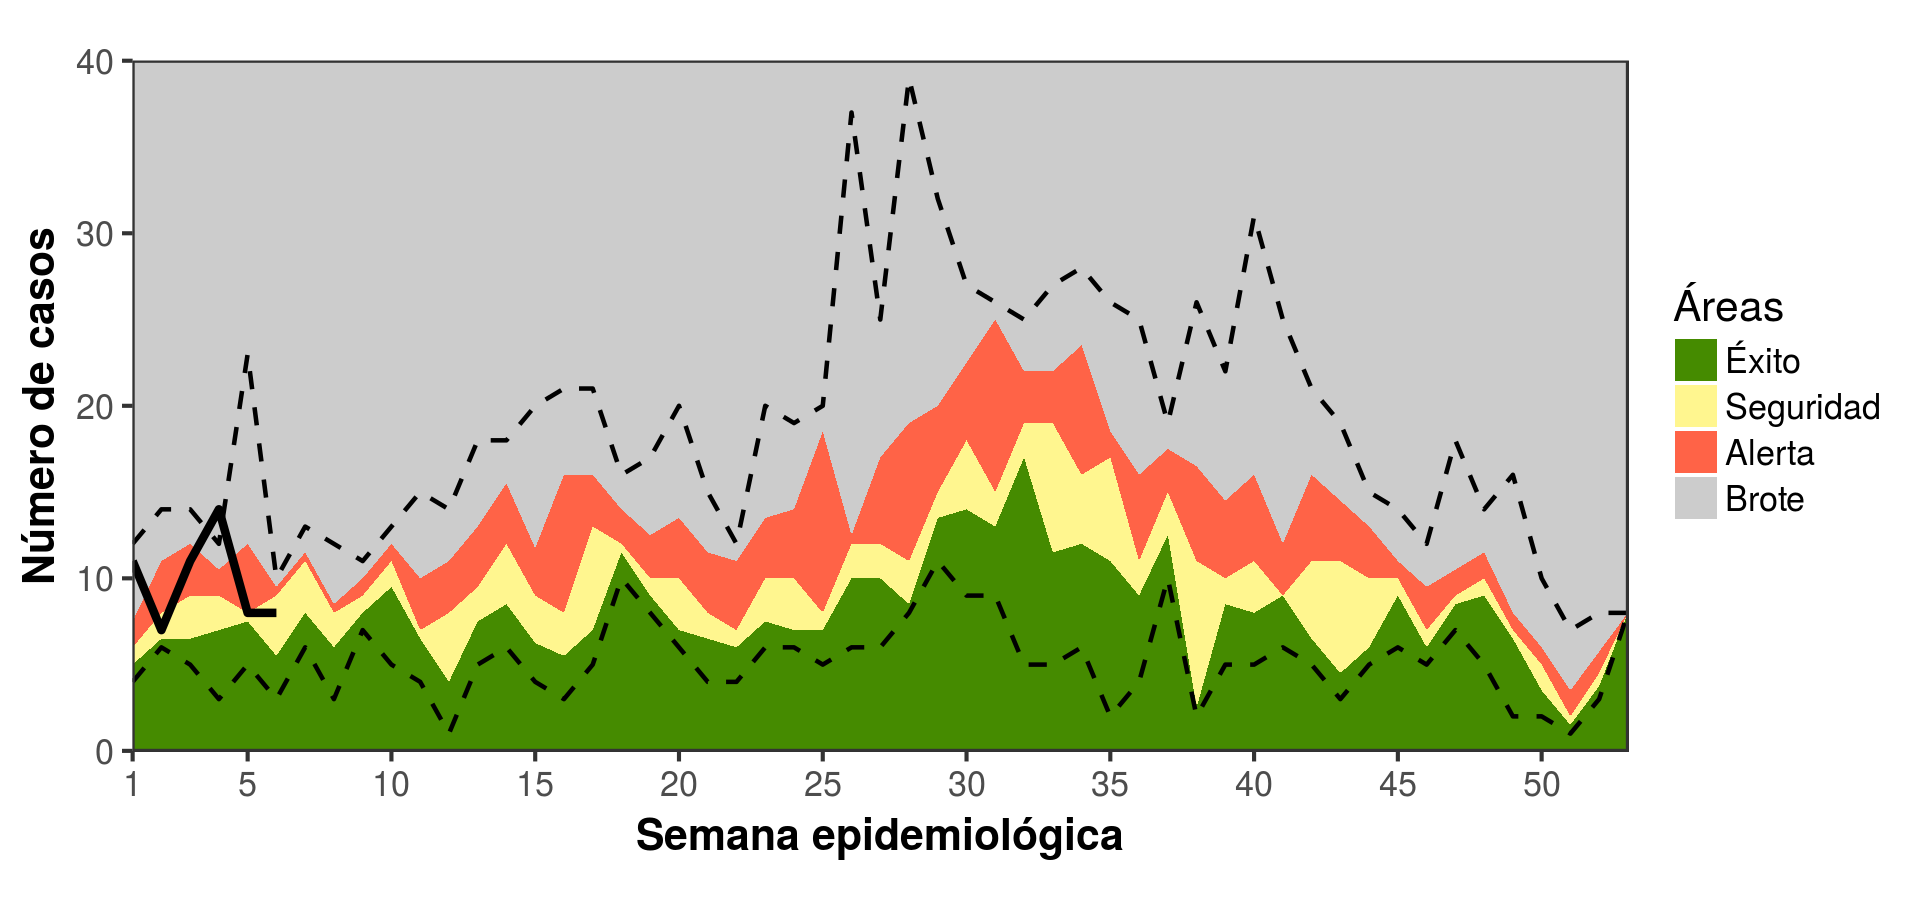 40
30
20
10
0
Número de casos
1 5 10 15 20 25 30 35 40 45 50
Semana epidemiológica
Áreas
Éxito
Seguridad
Alerta
Brote